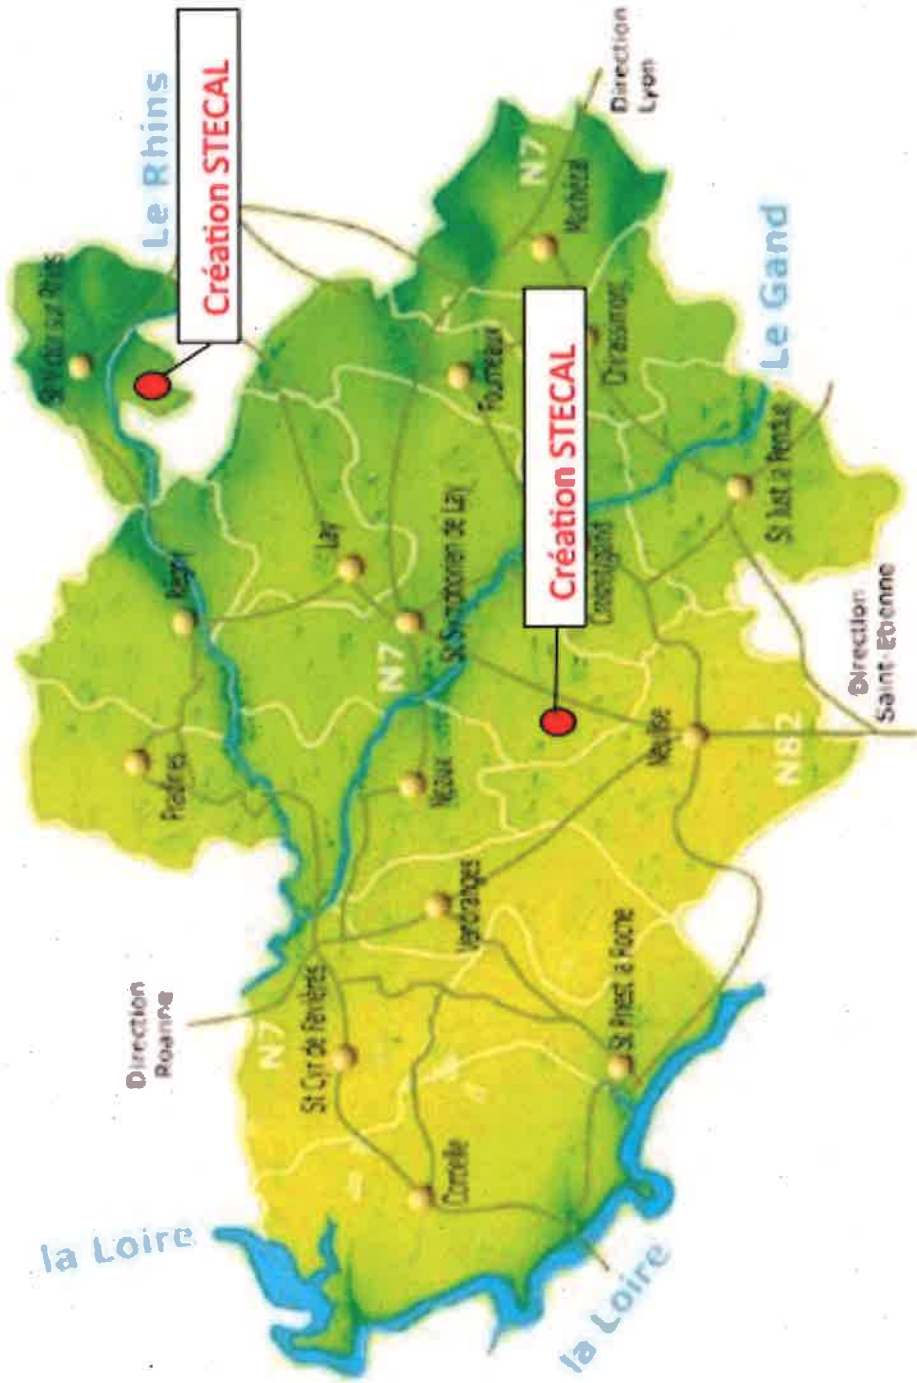 St Victor sur Rhins
la Loire
Direction
Roanne
Pradines
Régny
Le Rhins
Création STECAL
N7
St Cyr de Favières
Lay
N7
Cordelle
Vendranges
Neaux
St Symphorien de Lay
Fourneaux
N7
Machézal
Direction
Lyon
Création STECAL
Chirassimont
St Priest la Roche
Neulise
la Loire
N82
St Just la Pendue
Le Gand
Direction
Saint-Etienne